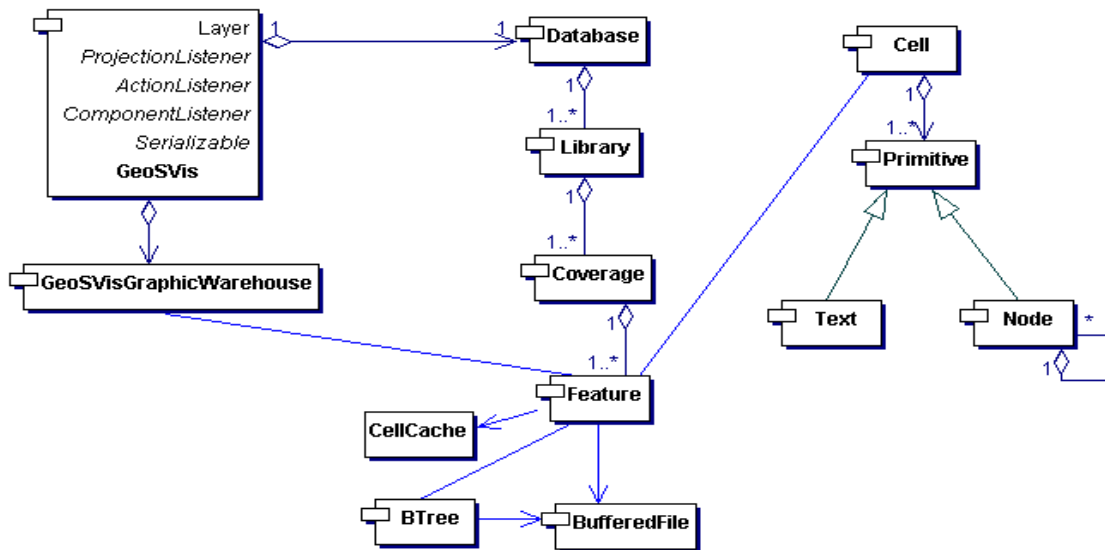 Layer
ProjectionListener
ActionListener
ComponentListener
Serializable
GeoSVis
1
1
Database
1
1..*
Library
1
1..*
Coverage
1
1..*
GeoSVisGraphicWarehouse
Feature
CellCache
BTree
BufferedFile
Cell
1
1..*
Primitive
Text
Node
*
1